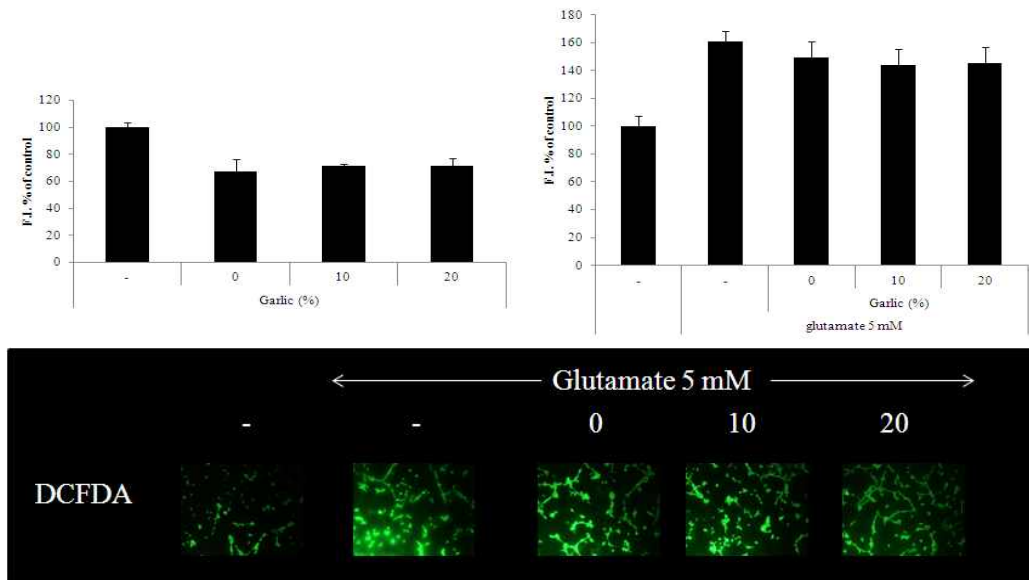 F.I. % of control
120
100
80
60
40
20
0
- 0 10 20
Garlic (%)
F.I. % of control
180
160
140
120
100
80
60
40
20
0
- - 0 10 20
Garlic (%)
glutamate 5 mM
Glutamate 5 mM
- - 0 10 20
DCFDA